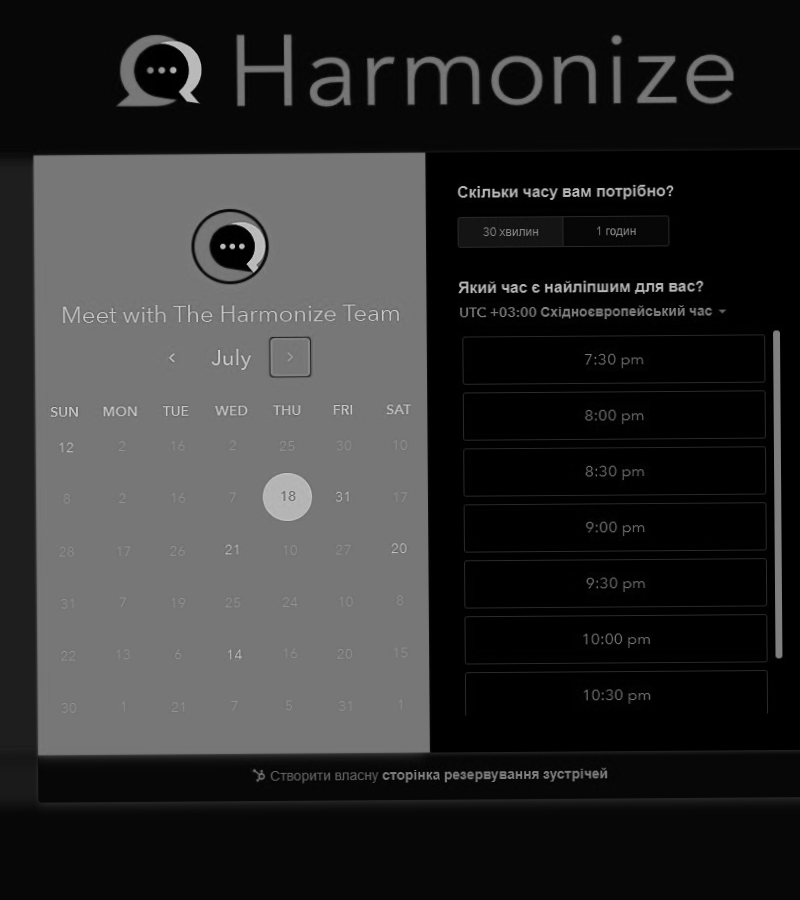 Harmonize
Meet with The Harmonize Team
July
SUN MON TUE WED THU FRI SAT
12 2 16 2 25 30 10
8 2 16 7 18 31 17
28 17 26 21 10 27 20
31 7 19 25 24 10 8
22 13 6 14 16 20 15
30 1 21 7 5 31 1
Скільки часу вам потрібно?
30 хвилин 1 годин
Який час є найліпшим для вас?
UTC +03:00 Східноєвропейський час
7:30 pm
8:00 pm
8:30 pm
9:00 pm
9:30 pm
10:00 pm
10:30 pm
Створити власну сторінка резервування зустрічей